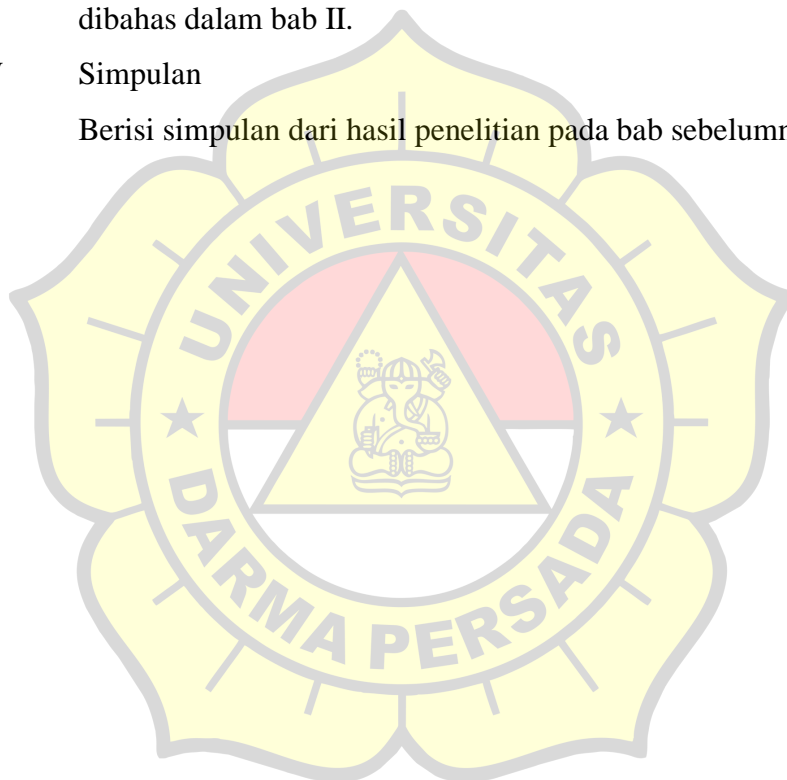 dibahas dalam bab II.
Simpulan
Berisi simpulan dari hasil penelitian pada bab
UNIVERSITAS
DARMA PERSADA